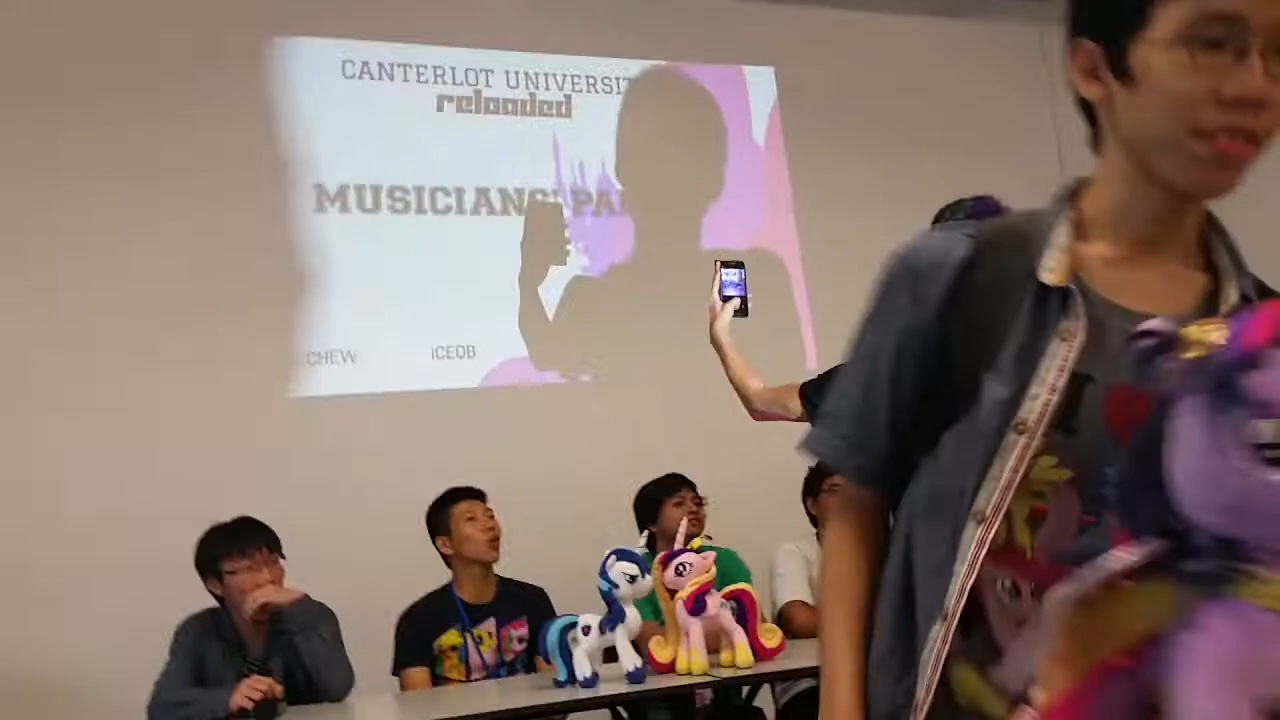 CANTERLOT UNIVERSIT
reloaded
MUSICIANS' PA
CHEW
ICEOB
I